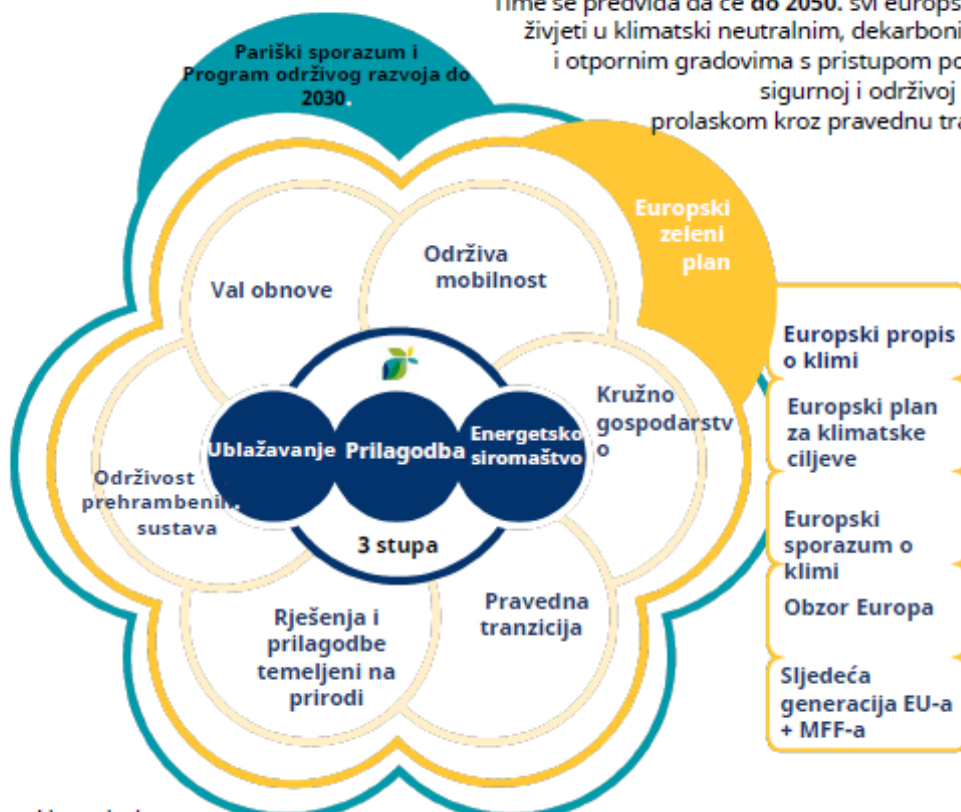 Time se predviđa da će do 2050. svi europs
živjeti u klimatski neutralnim, dekarboni
i otpornim gradovima s pristupom po
sigurnoj i održivoj
prolaskom kroz pravednu tra
Pariški sporazum i
Program održivog razvoja do
2030.
Europski
zeleni
plan
Održiva
mobilnost
Val obnove
Europski propis
o klimi
Kružno
gospodarstv
o
Europski plan
za klimatske
ciljeve
Ublažavanje
Prilagodba
Energetsko
siromaštvo
Održivost
prehrambenih
sustava
3 stupa
Europski
sporazum o
klimi
Rješenja i
prilagodbe
temeljeni na
prirodi
Pravedna
tranzicija
Obzor Europa
Sljedeća
generacija EU-a
+ MFF-a